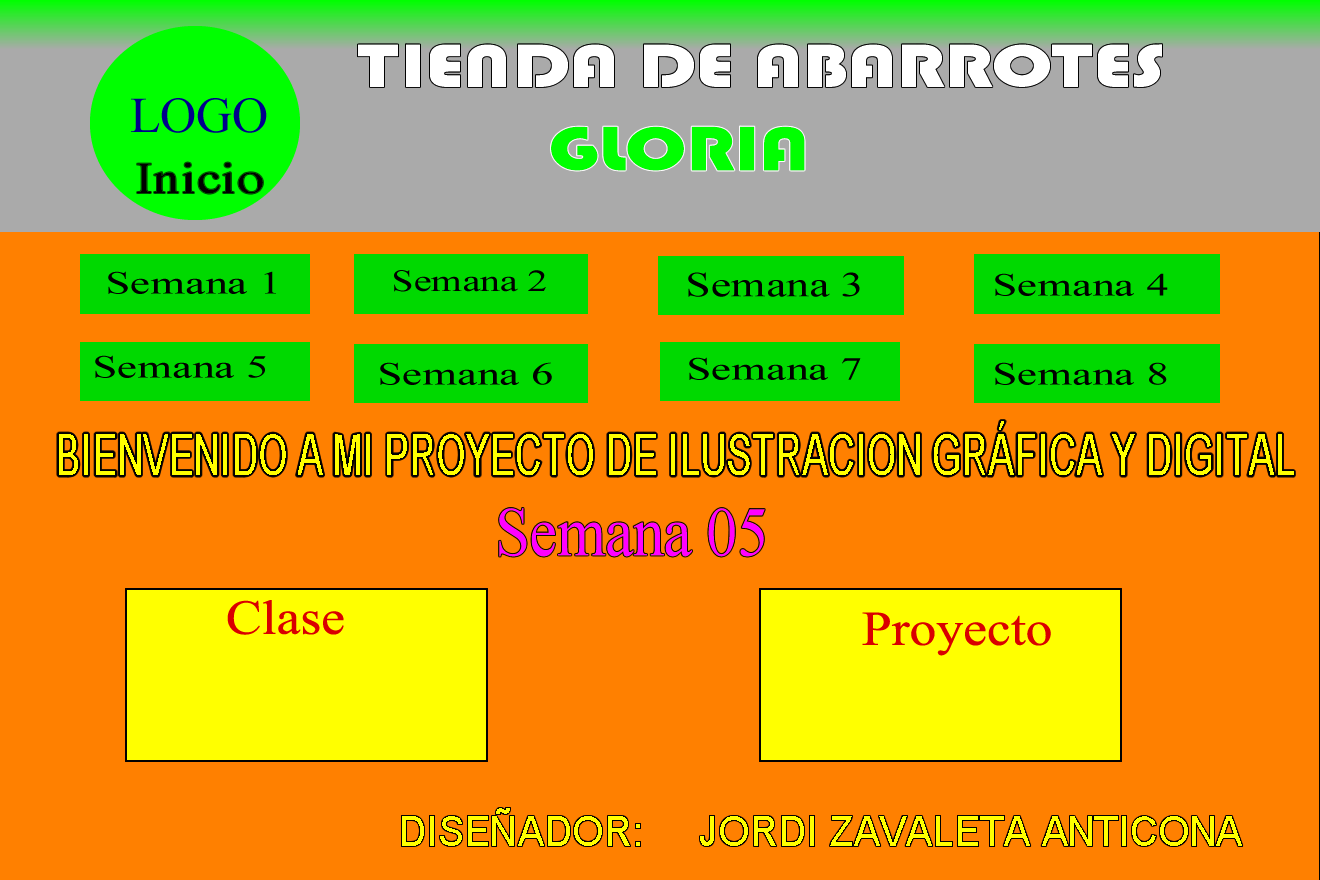 TIENDA DE ABARROTES
GLORIA
LOGO
Inicio
Semana 1
Semana 2
Semana 3
Semana 4
Semana 5
Semana 6
Semana 7
Semana 8
BIENVENIDO A MI PROYECTO DE ILUSTRACION GRÁFICA Y DIGITAL
Semana 05
Clase
Proyecto
DISEÑADOR: JORDI ZAVALETA ANTICONA